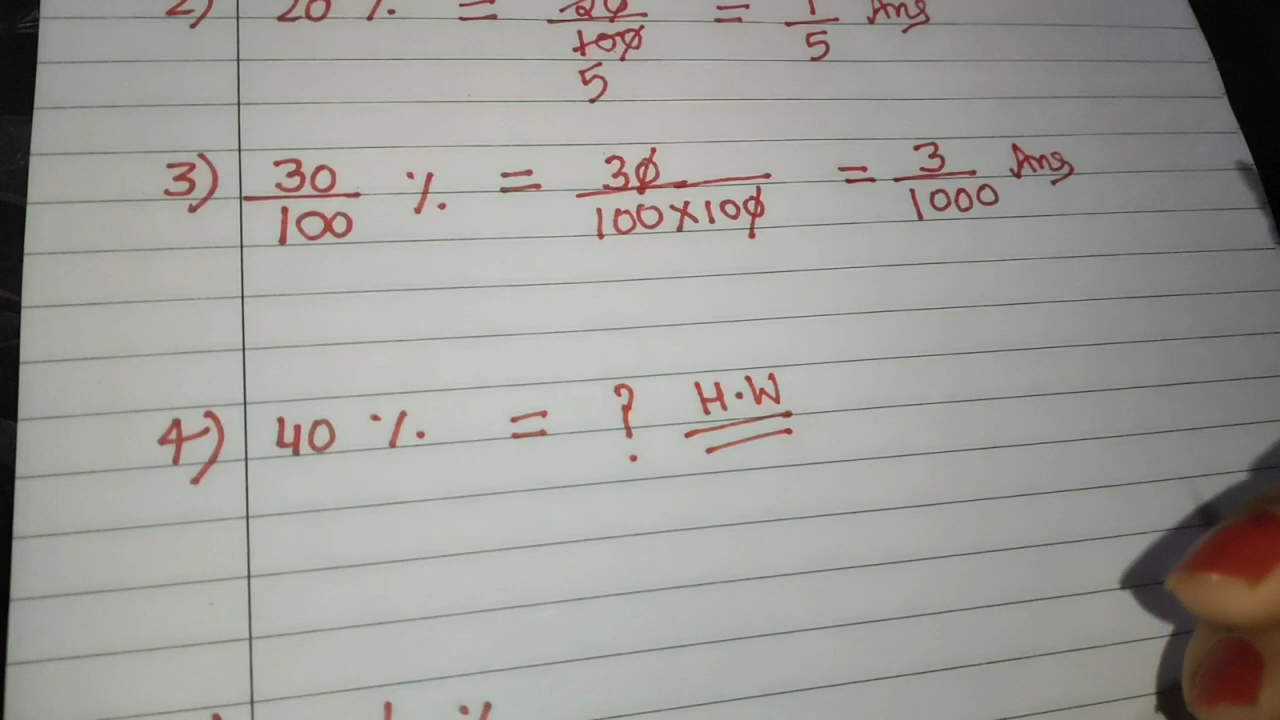 2) 20 % = 20/100 = 1/5 Ans
5
3) 30/100 % = 30/100×100 = 3/1000 Ans
4) 40 % = ? H.W
%